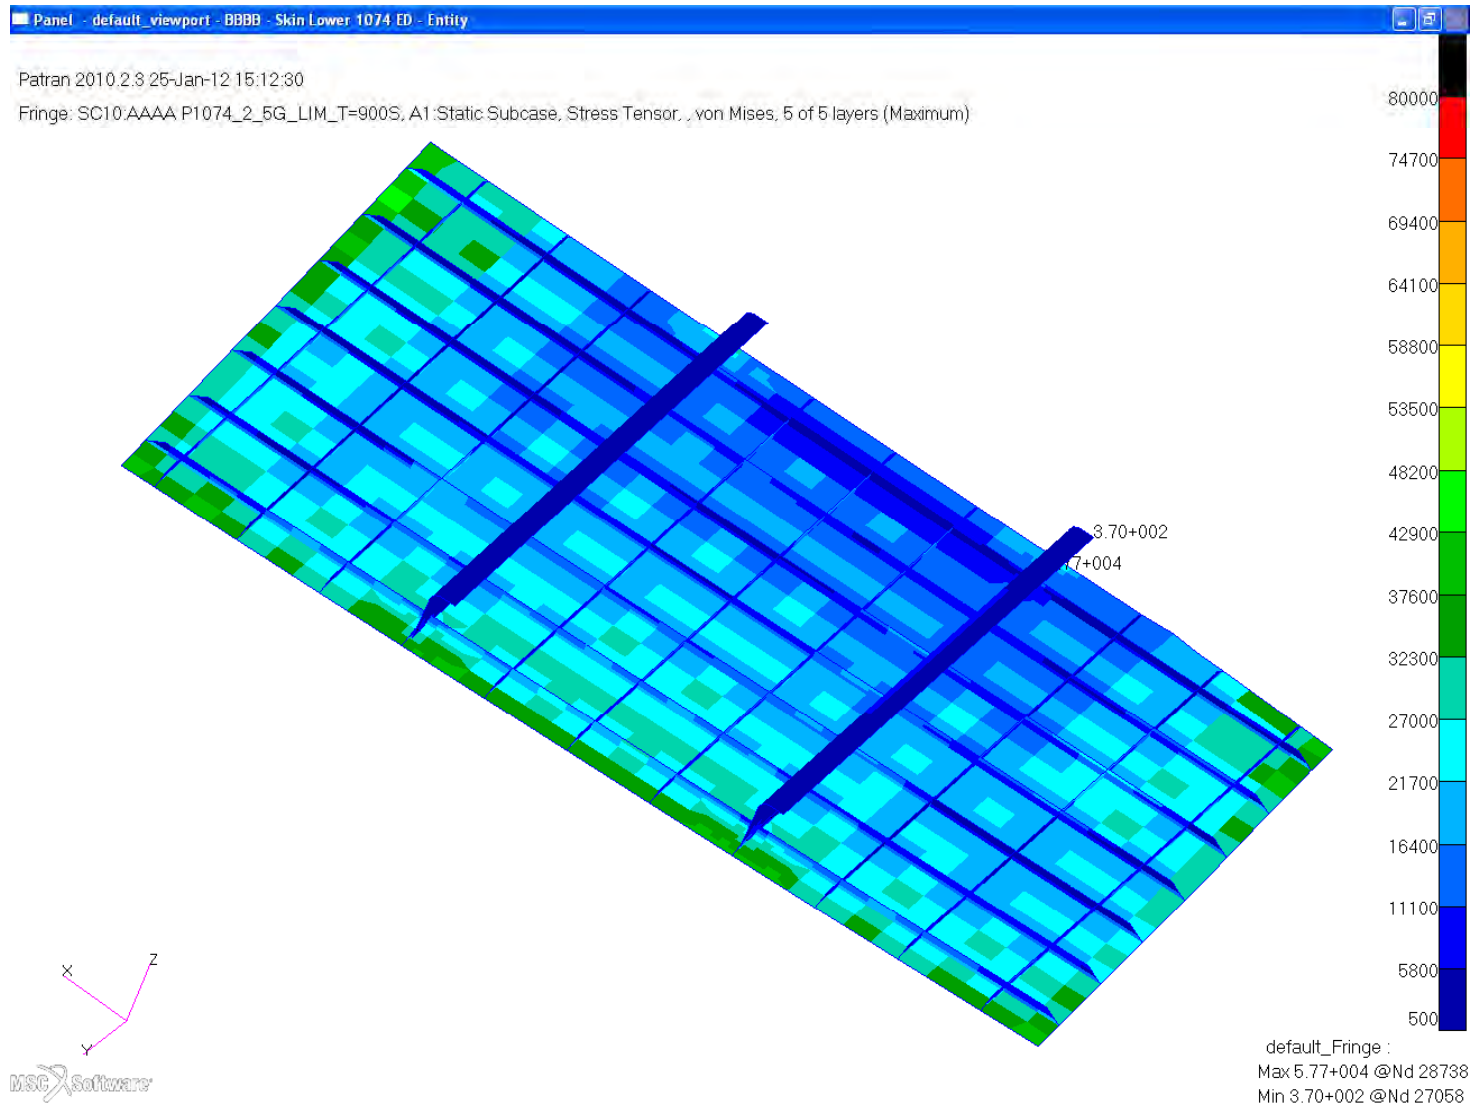 Panel - default_viewport - BBBB - Skin Lower 1074 ED - Entity
Patran 2010.2.3 25-Jan-12 15:12:30
Fringe: SC10:AAAA P1074_2_5G_LIM_T=900S, A1:Static Subcase, Stress Tensor, , von Mises, 5 of 5 layers (Maximum)
80000
74700
69400
64100
58800
53500
48200
42900
37600
32300
27000
21700
16400
11100
5800
500
3.70+002
77+004
X
Z
Y
MSC Software
default_Fringe :
Max 5.77+004 @Nd 28738
Min 3.70+002 @Nd 27058